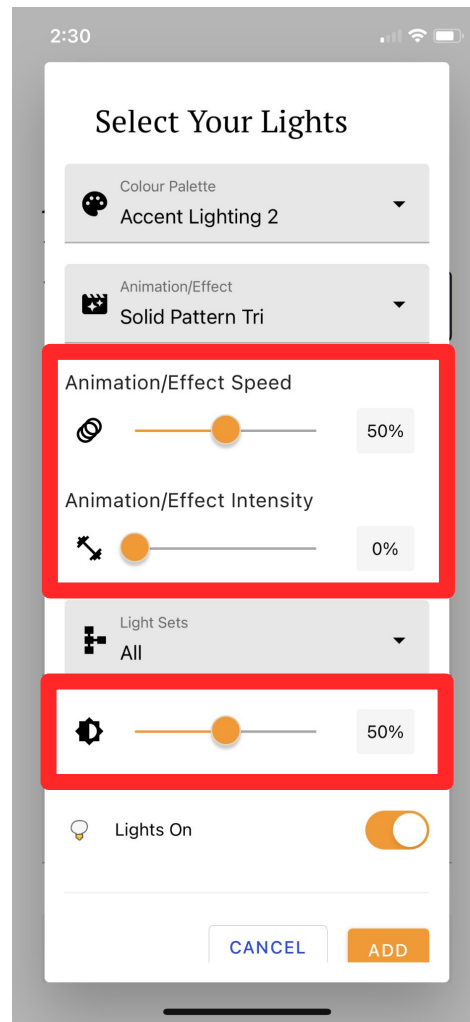 2:30
Select Your Lights
Colour Palette
Accent Lighting 2
Animation/Effect
Solid Pattern Tri
Animation/Effect Speed
50%
Animation/Effect Intensity
0%
Light Sets
All
50%
Lights On
CANCEL ADD